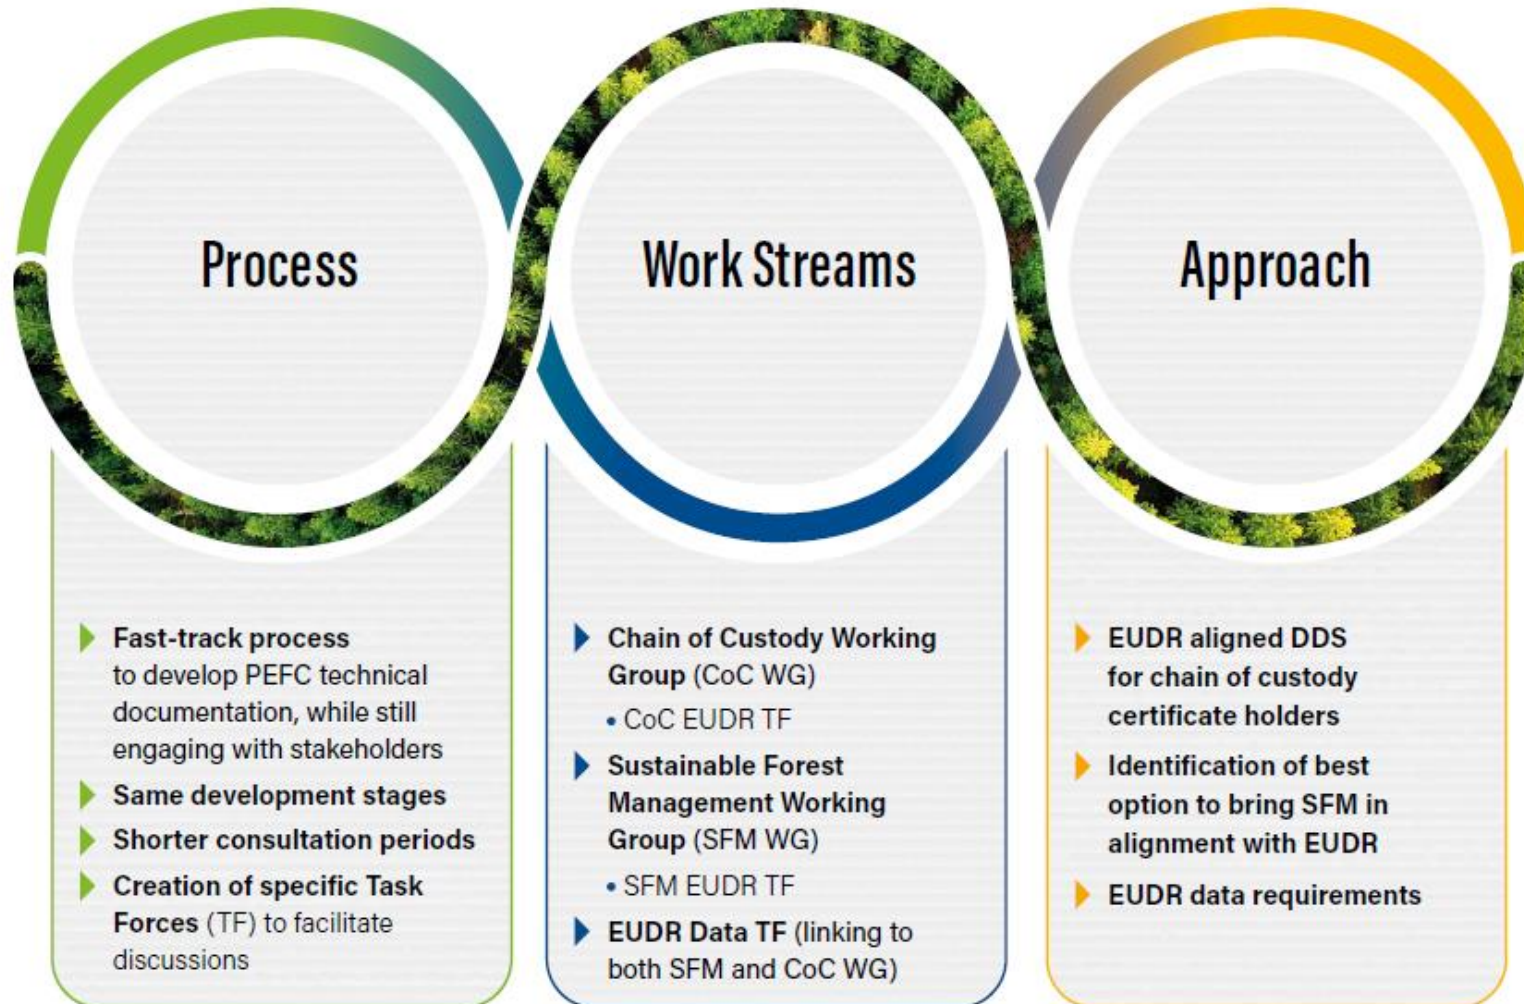 Process
Fast-track process
to develop PEFC technical
documentation, while still
engaging with stakeholders
Same development stages
Shorter consultation periods
Creation of specific Task
Forces (TF) to facilitate
discussions
Work Streams
Chain of Custody Working
Group (CoC WG)
• CoC EUDR TF
Sustainable Forest
Management Working
Group (SFM WG)
• SFM EUDR TF
EUDR Data TF (linking to
both SFM and CoC WG)
Approach
EUDR aligned DDS
for chain of custody
certificate holders
Identification of best
option to bring SFM in
alignment with EUDR
EUDR data requirements